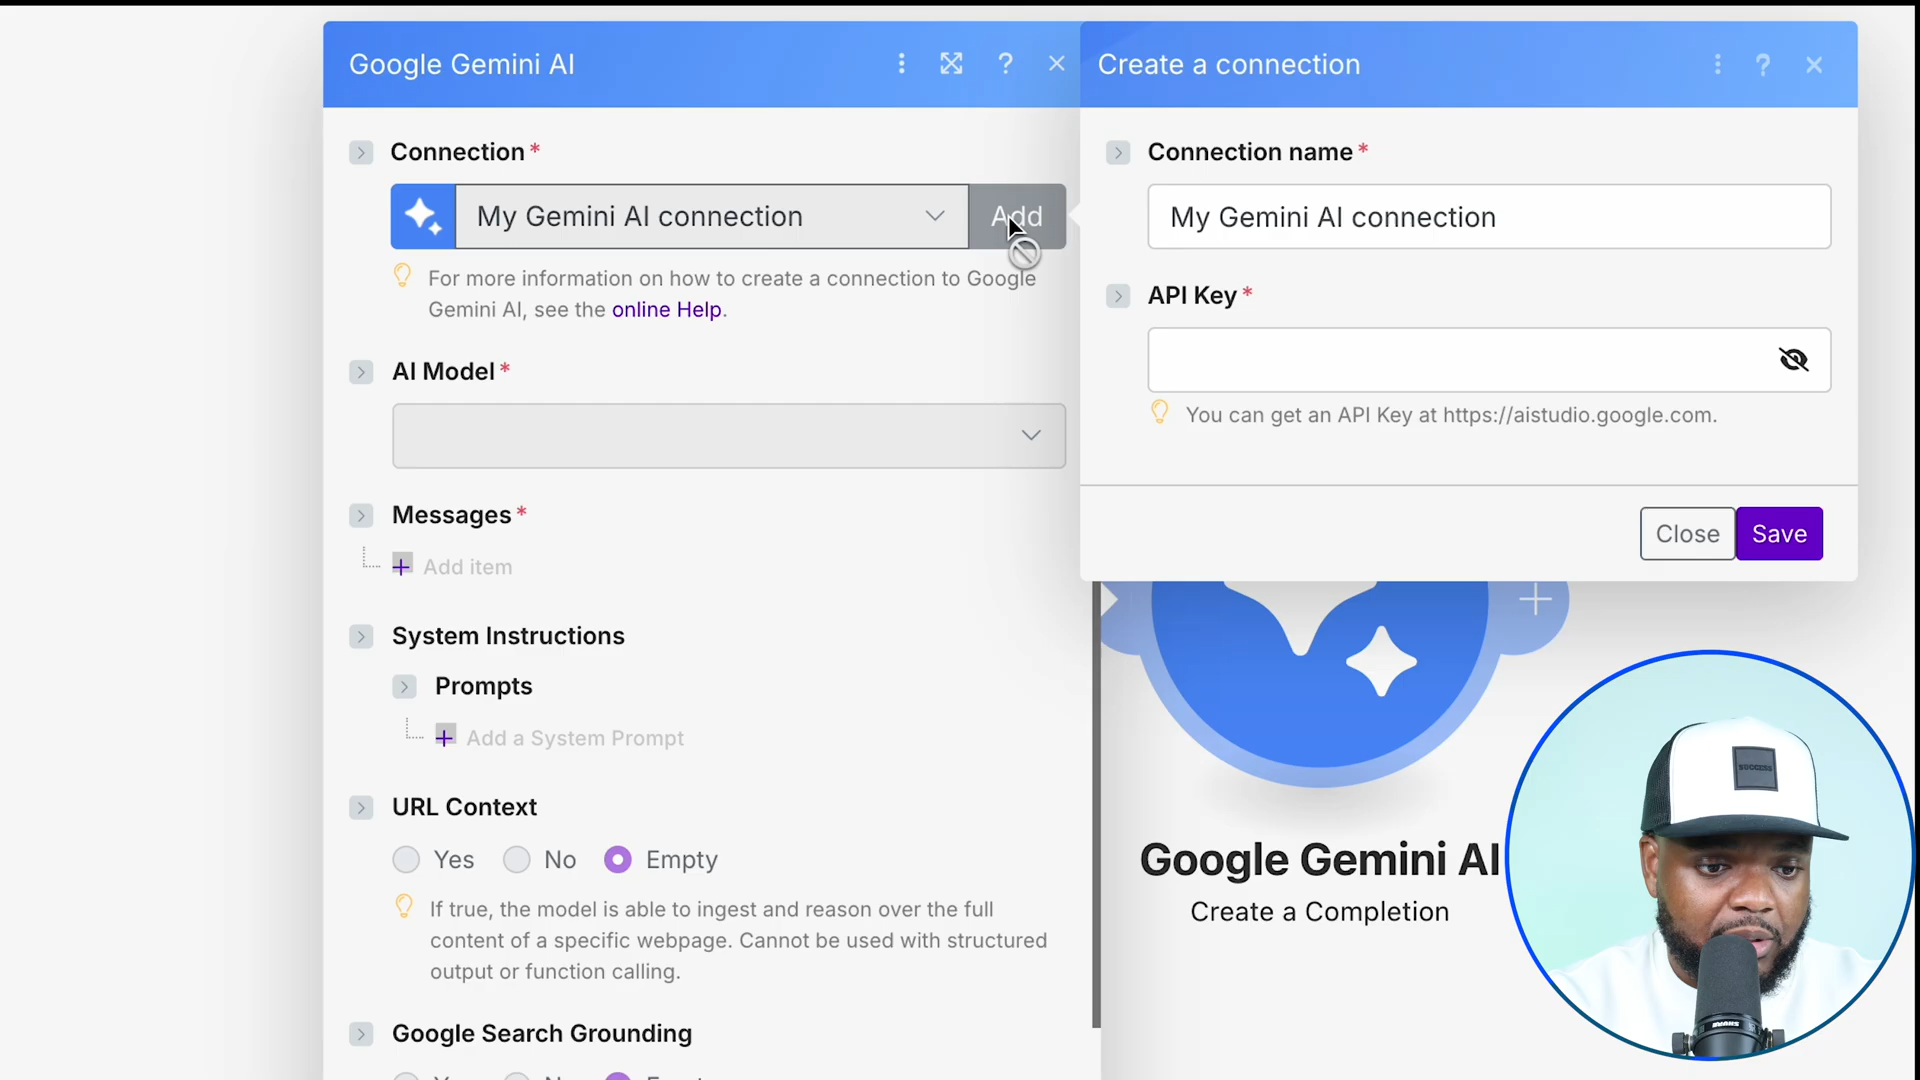 Google Gemini AI
Connection *
My Gemini AI connection
Add
For more information on how to create a connection to Google
Gemini AI, see the online Help.
AI Model *
Messages *
Add item
System Instructions
Prompts
Add a System Prompt
URL Context
Yes No Empty
If true, the model is able to ingest and reason over the full
content of a specific webpage. Cannot be used with structured
output or function calling.
Google Search Grounding
Create a connection
Connection name *
My Gemini AI connection
API Key *
You can get an API Key at https://aistudio.google.com.
Close
Save
Google Gemini AI
Create a Completion
SUCCESS
SHURE